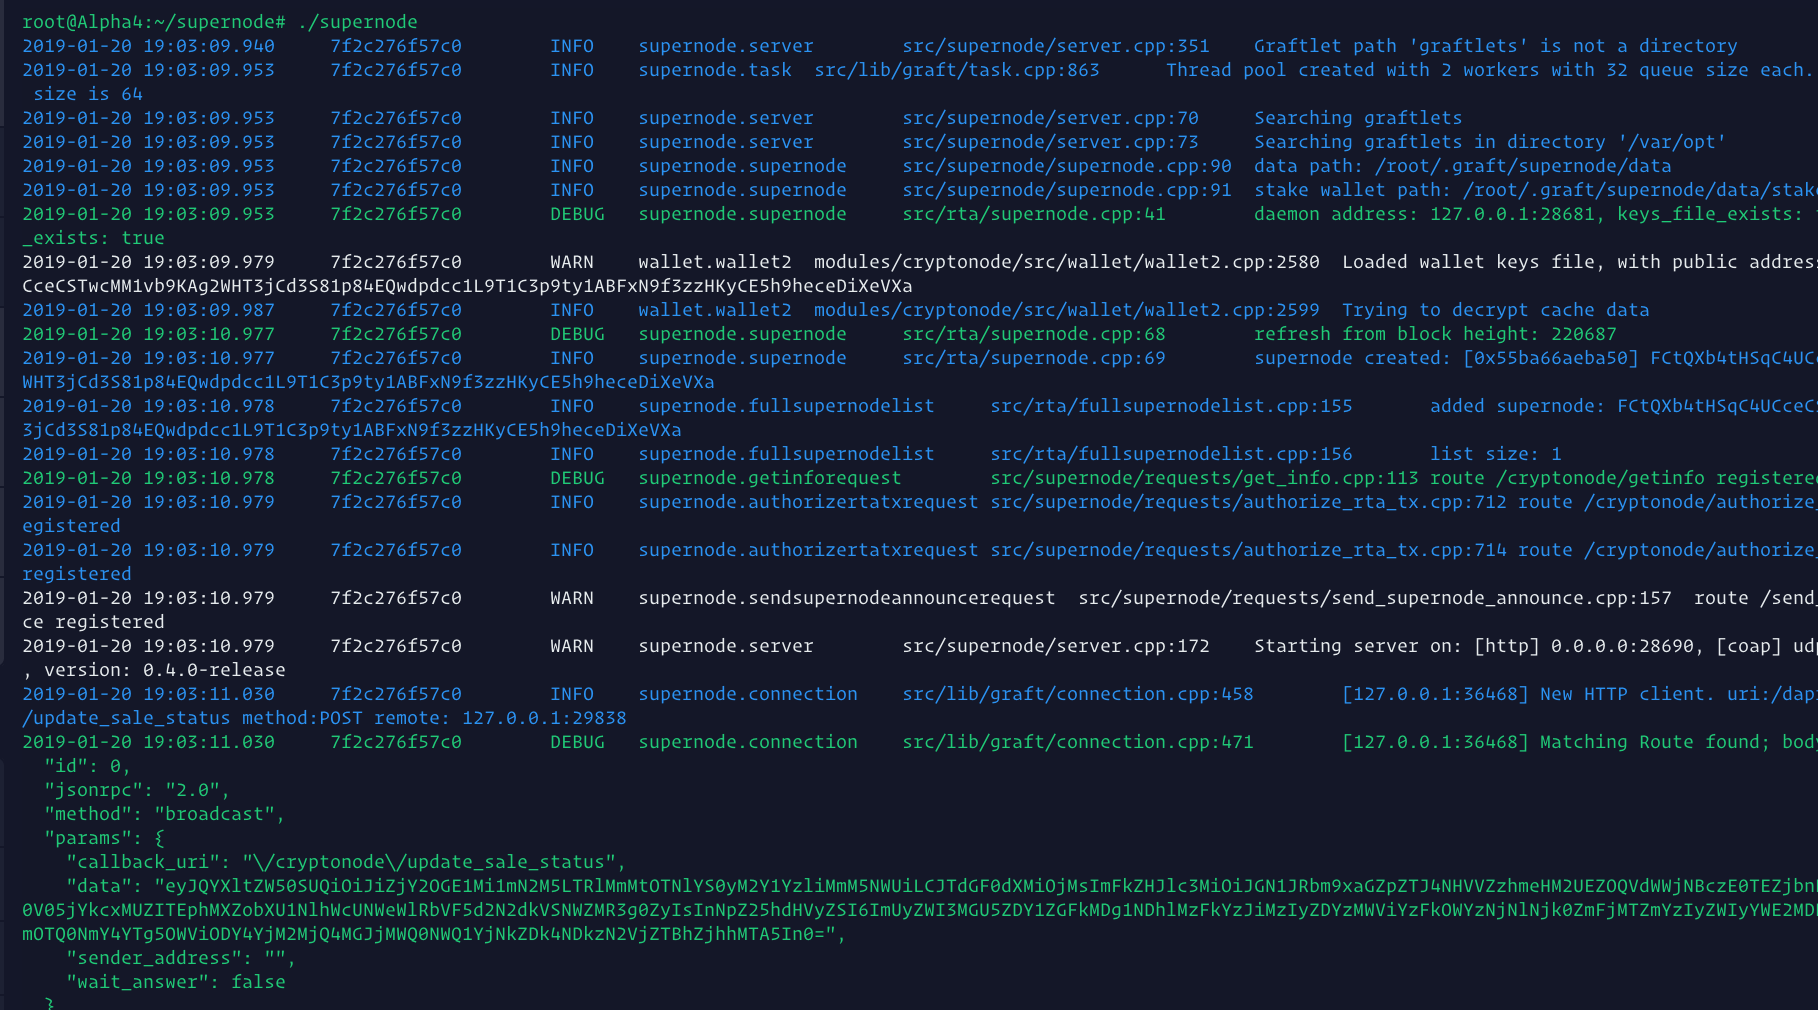 root@Alpha4:~/supernode# ./supernode
2019-01-20 19:03:09.940 7f2c276f57c0 INFO supernode.server src/supernode/server.cpp:351 Graftlet path 'graftlets' is not a directory
2019-01-20 19:03:09.953 7f2c276f57c0 INFO supernode.task src/lib/graft/task.cpp:863 Thread pool created with 2 workers with 32 queue size each.
size is 64
2019-01-20 19:03:09.953 7f2c276f57c0 INFO supernode.server src/supernode/server.cpp:70 Searching graftlets
2019-01-20 19:03:09.953 7f2c276f57c0 INFO supernode.server src/supernode/server.cpp:73 Searching graftlets in directory '/var/opt'
2019-01-20 19:03:09.953 7f2c276f57c0 INFO supernode.supernode src/supernode/supernode.cpp:90 data path: /root/.graft/supernode/data
2019-01-20 19:03:09.953 7f2c276f57c0 INFO supernode.supernode src/supernode/supernode.cpp:91 stake wallet path: /root/.graft/supernode/data/stake
2019-01-20 19:03:09.953 7f2c276f57c0 DEBUG supernode.supernode src/rta/supernode.cpp:41 daemon address: 127.0.0.1:28681, keys_file_exists:
_exists: true
2019-01-20 19:03:09.979 7f2c276f57c0 WARN wallet.wallet2 modules/cryptonode/src/wallet/wallet2.cpp:2580 Loaded wallet keys file, with public address
CceCSTwcMM1vb9KAg2WHT3jCd3S81p84EQwdpdcc1L9T1C3p9ty1ABFxN9f3zzHKyCE5h9heceDiXeVXa
2019-01-20 19:03:09.987 7f2c276f57c0 INFO wallet.wallet2 modules/cryptonode/src/wallet/wallet2.cpp:2599 Trying to decrypt cache data
2019-01-20 19:03:10.977 7f2c276f57c0 DEBUG supernode.supernode src/rta/supernode.cpp:68 refresh from block height: 220687
2019-01-20 19:03:10.977 7f2c276f57c0 INFO supernode.supernode src/rta/supernode.cpp:69 supernode created: [0x55ba66aeba50] FCtQXb4tHSqC4UCc
WHT3jCd3S81p84EQwdpdcc1L9T1C3p9ty1ABFxN9f3zzHKyCE5h9heceDiXeVXa
2019-01-20 19:03:10.978 7f2c276f57c0 INFO supernode.fullsupernodelist src/rta/fullsupernodelist.cpp:155 added supernode: FCtQXb4tHSqC4UCceCS
3jCd3S81p84EQwdpdcc1L9T1C3p9ty1ABFxN9f3zzHKyCE5h9heceDiXeVXa
2019-01-20 19:03:10.978 7f2c276f57c0 INFO supernode.fullsupernodelist src/rta/fullsupernodelist.cpp:156 list size: 1
2019-01-20 19:03:10.978 7f2c276f57c0 DEBUG supernode.getinforequest src/supernode/requests/get_info.cpp:113 route /cryptonode/getinfo registered
2019-01-20 19:03:10.979 7f2c276f57c0 INFO supernode.authorizertatxrequest src/supernode/requests/authorize_rta_tx.cpp:712 route /cryptonode/authorize_
egistered
2019-01-20 19:03:10.979 7f2c276f57c0 INFO supernode.authorizertatxrequest src/supernode/requests/authorize_rta_tx.cpp:714 route /cryptonode/authorize_
registered
2019-01-20 19:03:10.979 7f2c276f57c0 WARN supernode.sendsupernodeannouncerequest src/supernode/requests/send_supernode_announce.cpp:157 route /send_
ce registered
2019-01-20 19:03:10.979 7f2c276f57c0 WARN supernode.server src/supernode/server.cpp:172 Starting server on: [http] 0.0.0.0:28690, [coap] udp
, version: 0.4.0-release
2019-01-20 19:03:11.030 7f2c276f57c0 INFO supernode.connection src/lib/graft/connection.cpp:458 [127.0.0.1:36468] New HTTP client. uri:/dapi
/update_sale_status method:POST remote: 127.0.0.1:29838
2019-01-20 19:03:11.030 7f2c276f57c0 DEBUG supernode.connection src/lib/graft/connection.cpp:471 [127.0.0.1:36468] Matching Route found; body
"id": 0,
"jsonrpc": "2.0",
"method": "broadcast",
"params": {
"callback_uri": "\/cryptonode\/update_sale_status",
"data": "eyJQYXltZW50SUQiOiJiZjY2OGE1Mi1mN2M5LTRlMmMtOTNlYS0yM2Y1YzliMmM5NWUiLCJTdGF0dXMiOjMsImFkZHJlc3MiOiJGN1JRbm9xaGZpZTJ4NHVVZzhmeHM2UEZOQVdWWjNBczE0TEZjbn
0V05jYkcxMUZITEphMXZobXU1NlhWcUNWeWlRbVF5d2N2dkVSNWZMR3g0ZyIsInNpZ25hdHVyZSI6ImUyZWI3MGU5ZDY1ZGFkMDg1NDhlMzFkYzJiMzIyZDYzMWViYzFkOWYzNjNlNjk0ZmFjMTZmYzIyZWIyYWE2MDE
mOTQ0NmY4YTg5OWViODY4YjM2MjQ4MGJjMWQ0NWQ1YjNkZDk4NDkzN2VjZTBhZjhhMTA5In0=",
"sender_address": "",
"wait_answer": false
}